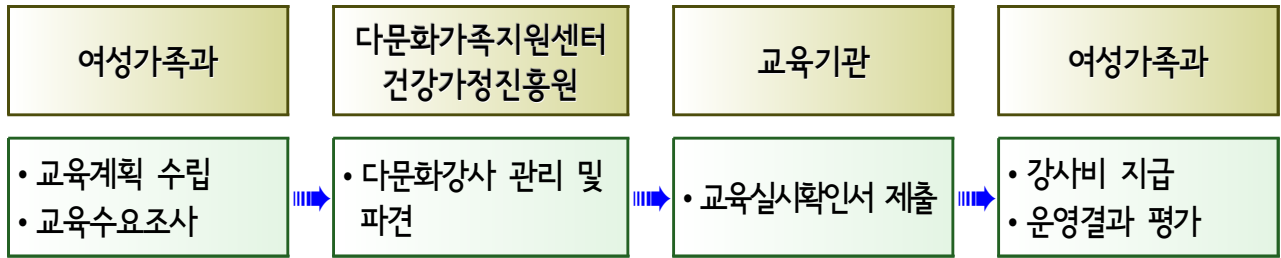 여성가족과
다문화가족지원센터
건강가정진흥원
교육기관
여성가족과
• 교육계획 수립
• 교육수요조사
• 다문화강사 관리 및
파견
• 교육실시확인서 제출
• 강사비 지급
• 운영결과 평가